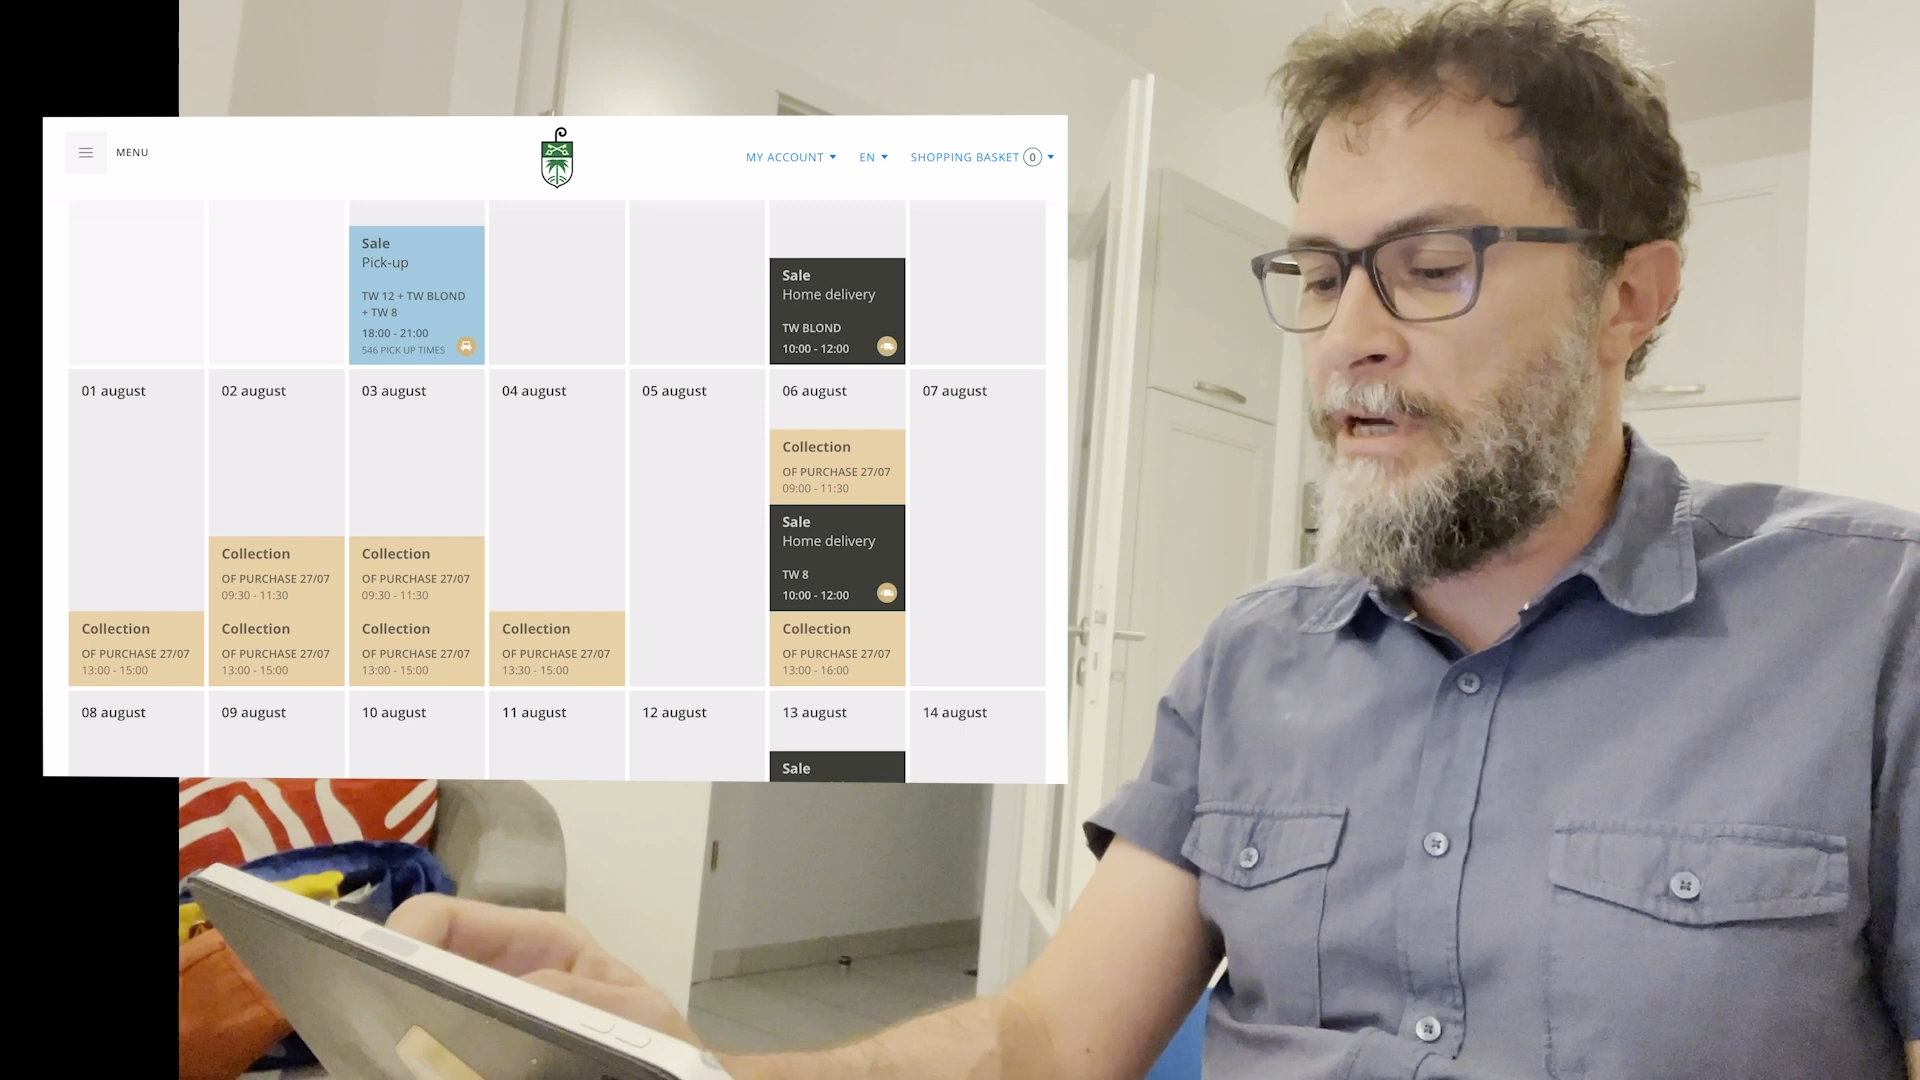 MENU
MY ACCOUNT
EN
SHOPPING BASKET 0
Sale
Pick-up
TW 12 + TW BLOND
+ TW 8
18:00 - 21:00
546 PICK UP TIMES
Sale
Home delivery
TW BLOND
10:00 - 12:00
01 august
02 august
03 august
04 august
05 august
06 august
07 august
Collection
OF PURCHASE 27/07
13:00 - 15:00
Collection
OF PURCHASE 27/07
09:30 - 11:30
Collection
OF PURCHASE 27/07
13:00 - 15:00
Collection
OF PURCHASE 27/07
09:30 - 11:30
Collection
OF PURCHASE 27/07
13:00 - 15:00
Collection
OF PURCHASE 27/07
13:30 - 15:00
Collection
OF PURCHASE 27/07
09:00 - 11:30
Sale
Home delivery
TW 8
10:00 - 12:00
Collection
OF PURCHASE 27/07
13:00 - 16:00
08 august
09 august
10 august
11 august
12 august
13 august
14 august
Sale